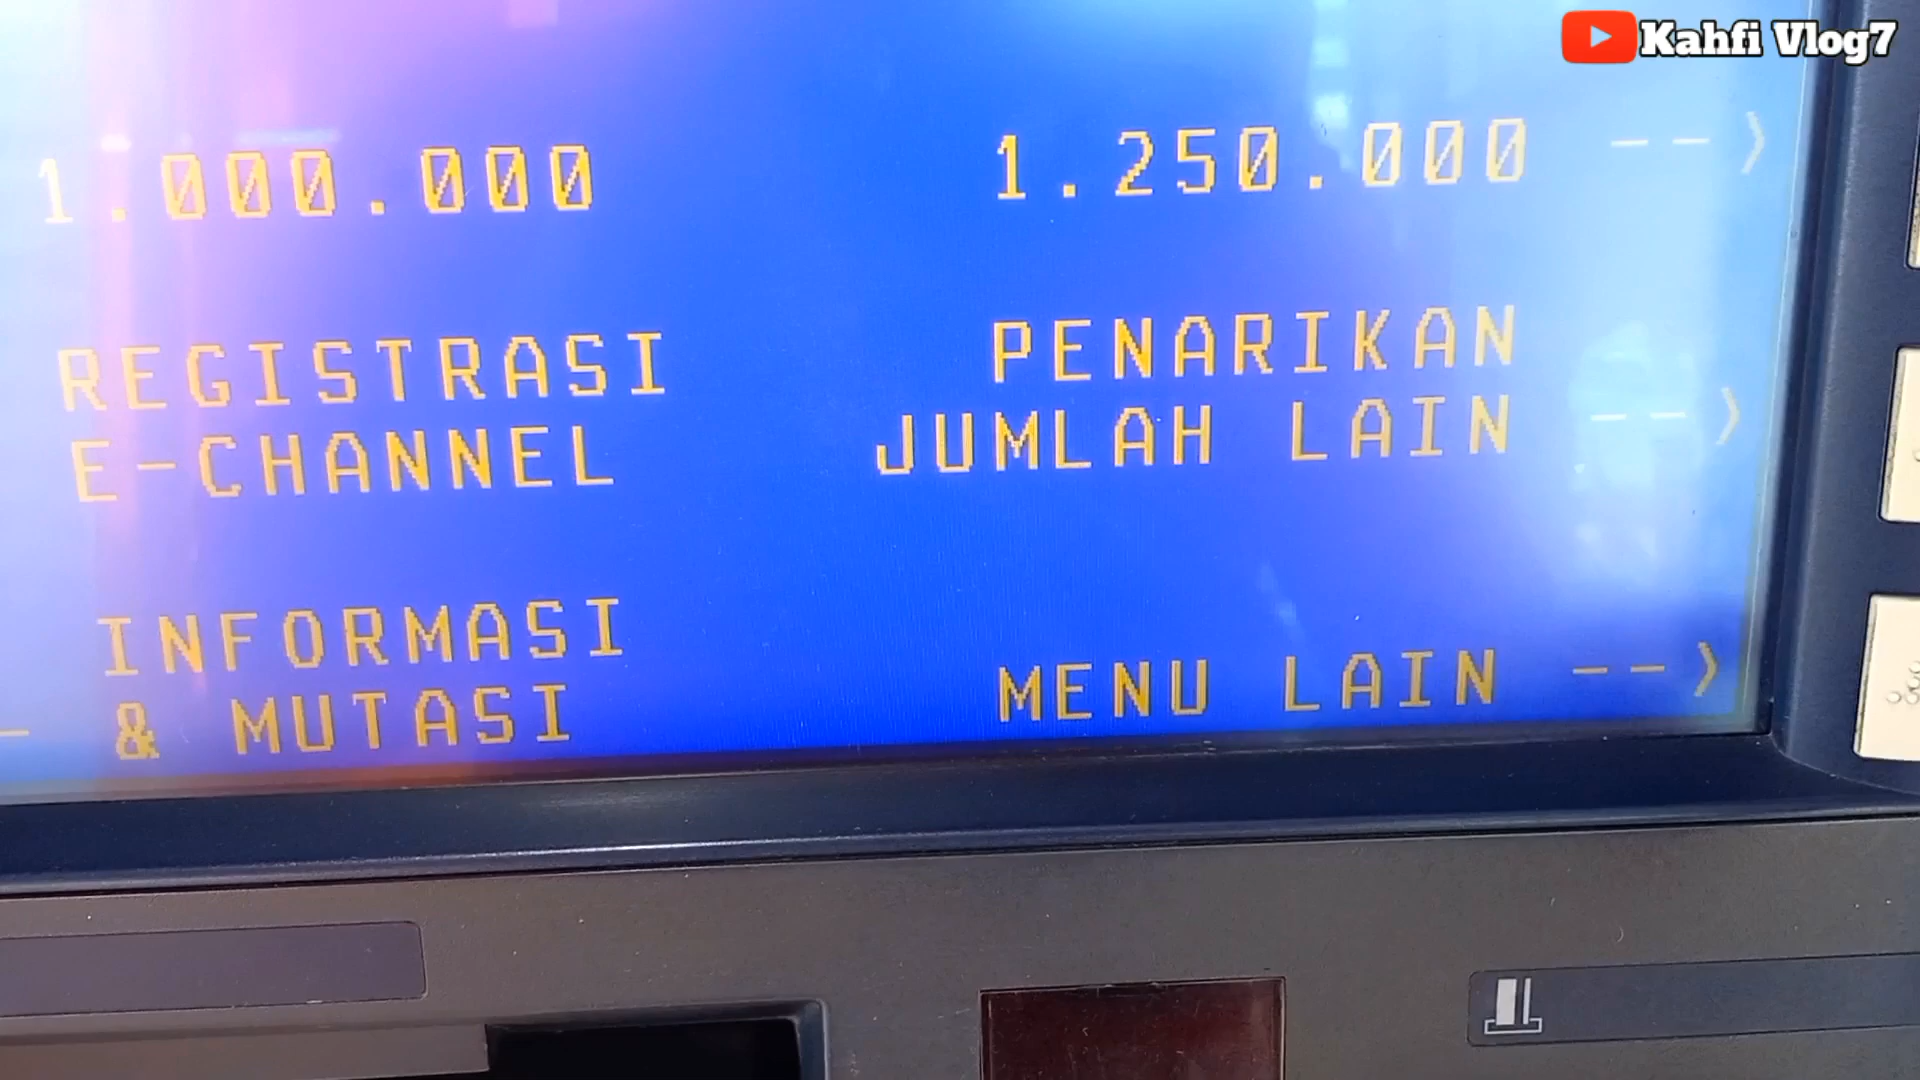 Kahfi Vlog7
1.000.000
1.250.000 -->
REGISTRASI
E-CHANNEL
PENARIKAN
JUMLAH LAIN -->
INFORMASI
- & MUTASI
MENU LAIN -->